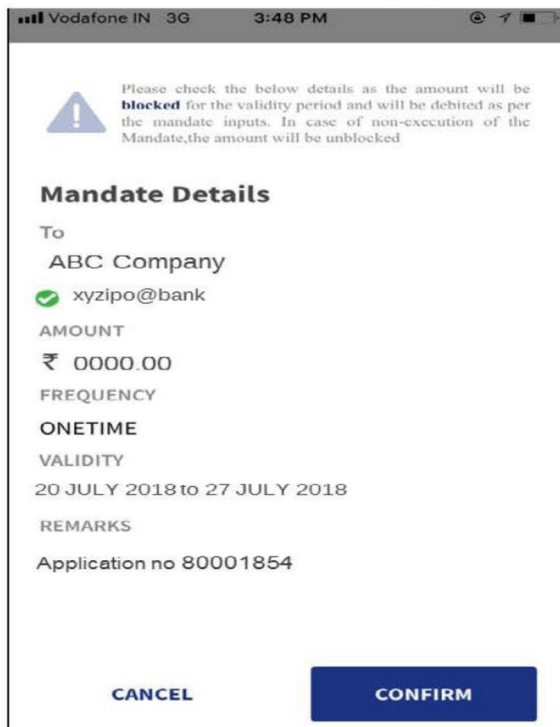 Vodafone IN 3G 3:48 PM
Please check the below details as the amount will be
blocked for the validity period and will be debited as per
the mandate inputs. In case of non-execution of the
Mandate,the amount will be unblocked
Mandate Details
To
ABC Company
xyzipo@bank
AMOUNT
₹ 0000.00
FREQUENCY
ONETIME
VALIDITY
20 JULY 2018 to 27 JULY 2018
REMARKS
Application no 80001854
CANCEL CONFIRM